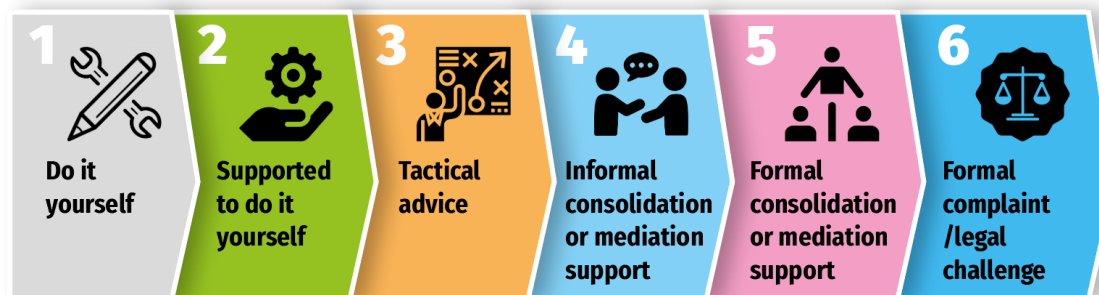 1
Do it
yourself
2
Supported
to do it
yourself
3
Tactical
advice
4
Informal
consolidation
or mediation
support
5
Formal
consolidation
or mediation
support
6
Formal
complaint
/legal
challenge